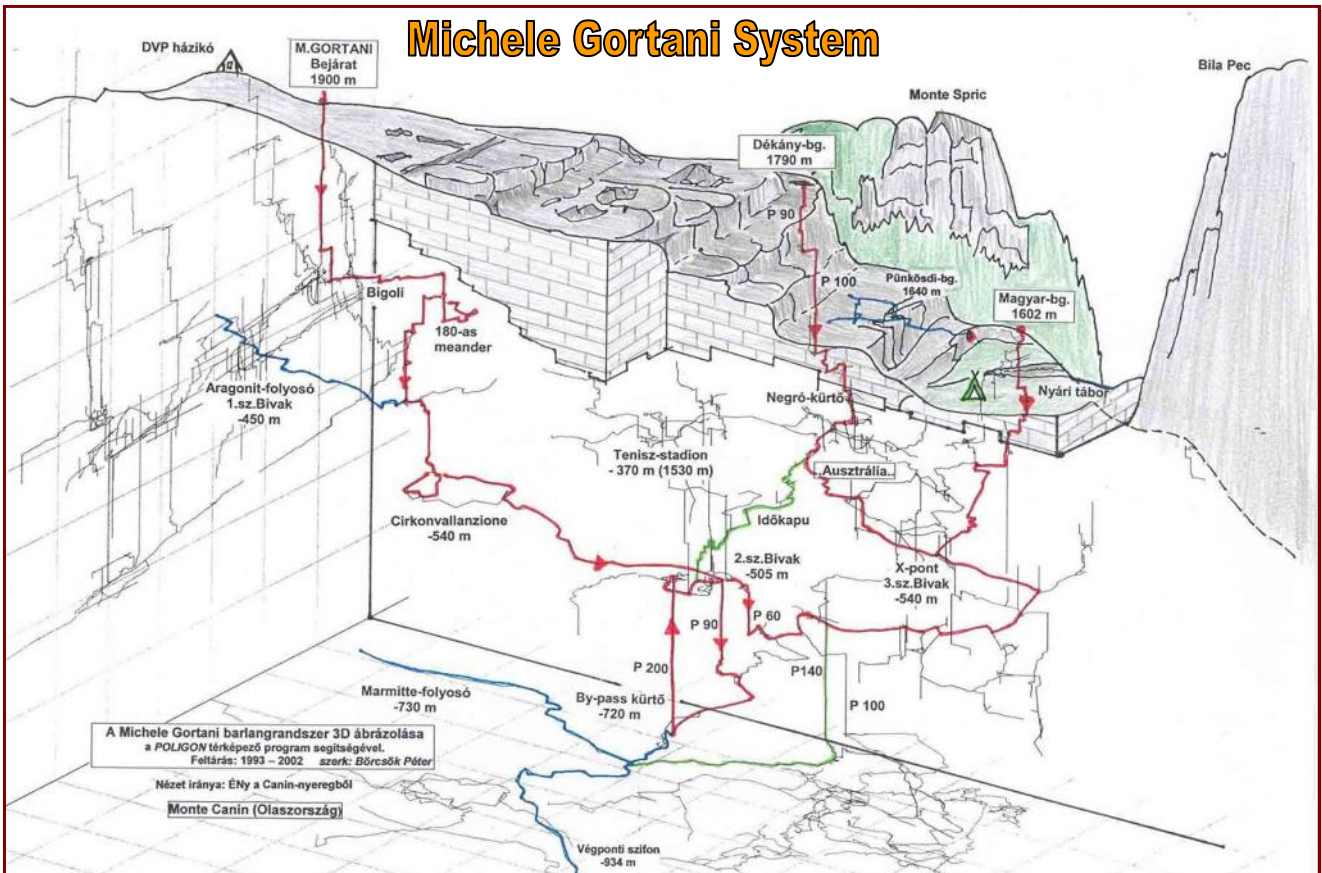 Michele Gortani System
DVP házikó
M.GORTANI
Bejárat
1900 m
Bila Pec
Monte Spric
Dékány-bg.
1790 m
P 90
P 100
Pünkösdi-bg.
1640 m
Magyar-bg.
1602 m
Bigoli
180-as
meander
Aragonit-folyosó
1.sz.Bivak
-450 m
Negró-kürtő
Nyári tábor
Tenisz-stadion
- 370 m (1530 m)
..Ausztrália..
Cirkonvallanzione
-540 m
Időkapu
2.sz.Bivak
-505 m
X-pont
3.sz.Bivak
-540 m
P 90
P 60
P 200
P140
P 100
Marmitte-folyosó
-730 m
By-pass kürtő
-720 m
A Michele Gortani barlangrandszer 3D ábrázolása
a POLIGON térképező program segítségével.
Feltárás: 1993 – 2002 szerk: Börcsök Péter
Nézet iránya: ÉNy a Canin-nyeregből
Monte Canin (Olaszország)
Végponti szifon
-934 m